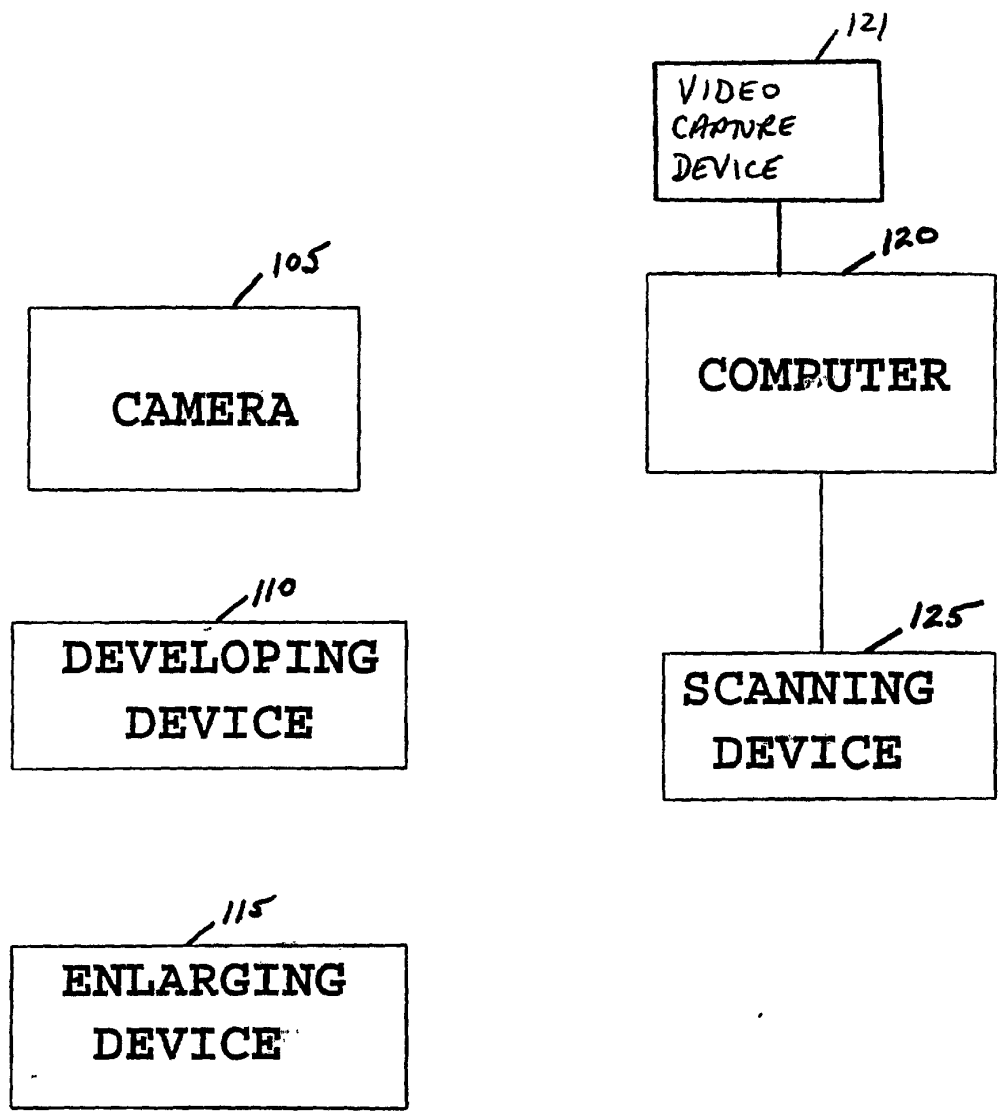 121
VIDEO
CAPTURE
DEVICE
120
COMPUTER
105
CAMERA
110
DEVELOPING
DEVICE
125
SCANNING
DEVICE
115
ENLARGING
DEVICE